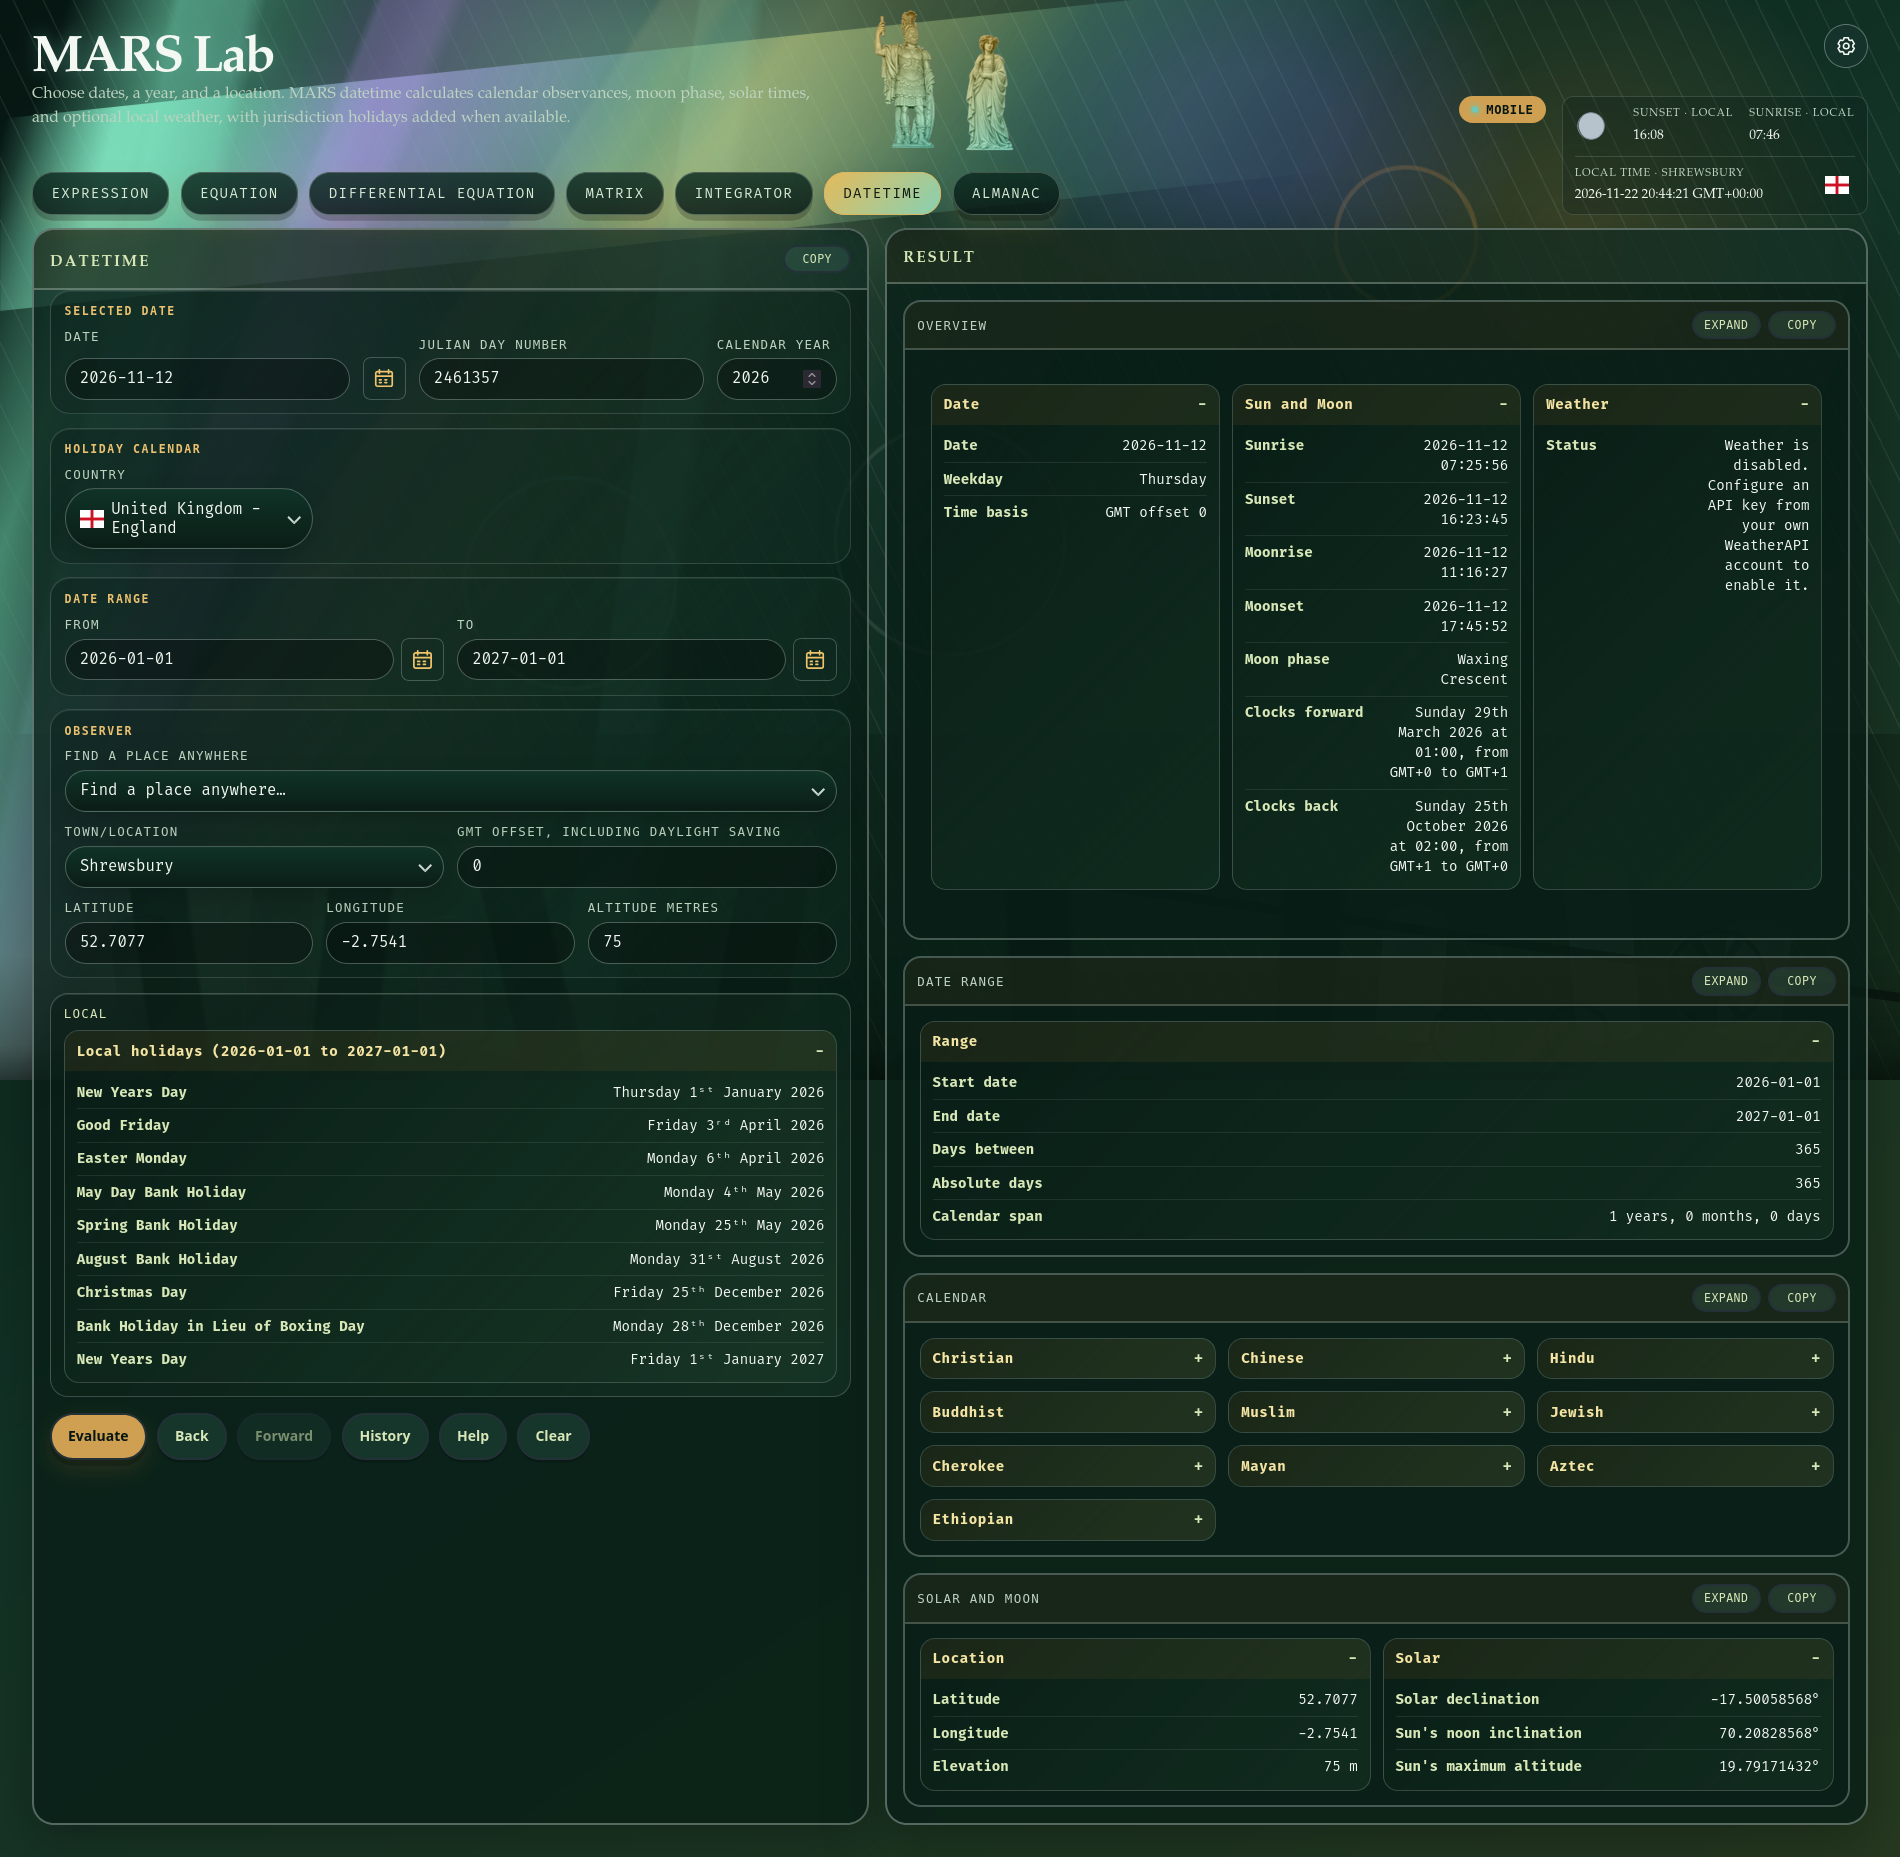 MARS Lab
Choose dates, a year, and a location. MARS datetime calculates calendar observances, moon phase, solar times,
and optional local weather, with jurisdiction holidays added when available.
MOBILE
SUNSET · LOCAL
16:08
SUNRISE · LOCAL
07:46
LOCAL TIME · SHREWSBURY
2026-11-22 20:44:21 GMT+00:00
EXPRESSION
EQUATION
DIFFERENTIAL EQUATION
MATRIX
INTEGRATOR
DATETIME
ALMANAC
DATETIME
COPY
SELECTED DATE
DATE
2026-11-12
JULIAN DAY NUMBER
2461357
CALENDAR YEAR
2026
HOLIDAY CALENDAR
COUNTRY
United Kingdom -
England
DATE RANGE
FROM
2026-01-01
TO
2027-01-01
OBSERVER
FIND A PLACE ANYWHERE
Find a place anywhere…
TOWN/LOCATION
Shrewsbury
GMT OFFSET, INCLUDING DAYLIGHT SAVING
0
LATITUDE
52.7077
LONGITUDE
-2.7541
ALTITUDE METRES
75
LOCAL
Local holidays (2026-01-01 to 2027-01-01) -
New Years Day Thursday 1ˢᵗ January 2026
Good Friday Friday 3ʳᵈ April 2026
Easter Monday Monday 6ᵗʰ April 2026
May Day Bank Holiday Monday 4ᵗʰ May 2026
Spring Bank Holiday Monday 25ᵗʰ May 2026
August Bank Holiday Monday 31ˢᵗ August 2026
Christmas Day Friday 25ᵗʰ December 2026
Bank Holiday in Lieu of Boxing Day Monday 28ᵗʰ December 2026
New Years Day Friday 1ˢᵗ January 2027
Evaluate
Back
Forward
History
Help
Clear
RESULT
OVERVIEW
EXPAND
COPY
Date -
Date 2026-11-12
Weekday Thursday
Time basis GMT offset 0
Sun and Moon -
Sunrise 2026-11-12
07:25:56
Sunset 2026-11-12
16:23:45
Moonrise 2026-11-12
11:16:27
Moonset 2026-11-12
17:45:52
Moon phase Waxing
Crescent
Clocks forward Sunday 29th
March 2026 at
01:00, from
GMT+0 to GMT+1
Clocks back Sunday 25th
October 2026
at 02:00, from
GMT+1 to GMT+0
Weather -
Status Weather is
disabled.
Configure an
API key from
your own
WeatherAPI
account to
enable it.
DATE RANGE
EXPAND
COPY
Range -
Start date 2026-01-01
End date 2027-01-01
Days between 365
Absolute days 365
Calendar span 1 years, 0 months, 0 days
CALENDAR
EXPAND
COPY
Christian +
Chinese +
Hindu +
Buddhist +
Muslim +
Jewish +
Cherokee +
Mayan +
Aztec +
Ethiopian +
SOLAR AND MOON
EXPAND
COPY
Location -
Latitude 52.7077
Longitude -2.7541
Elevation 75 m
Solar -
Solar declination -17.50058568°
Sun's noon inclination 70.20828568°
Sun's maximum altitude 19.79171432°